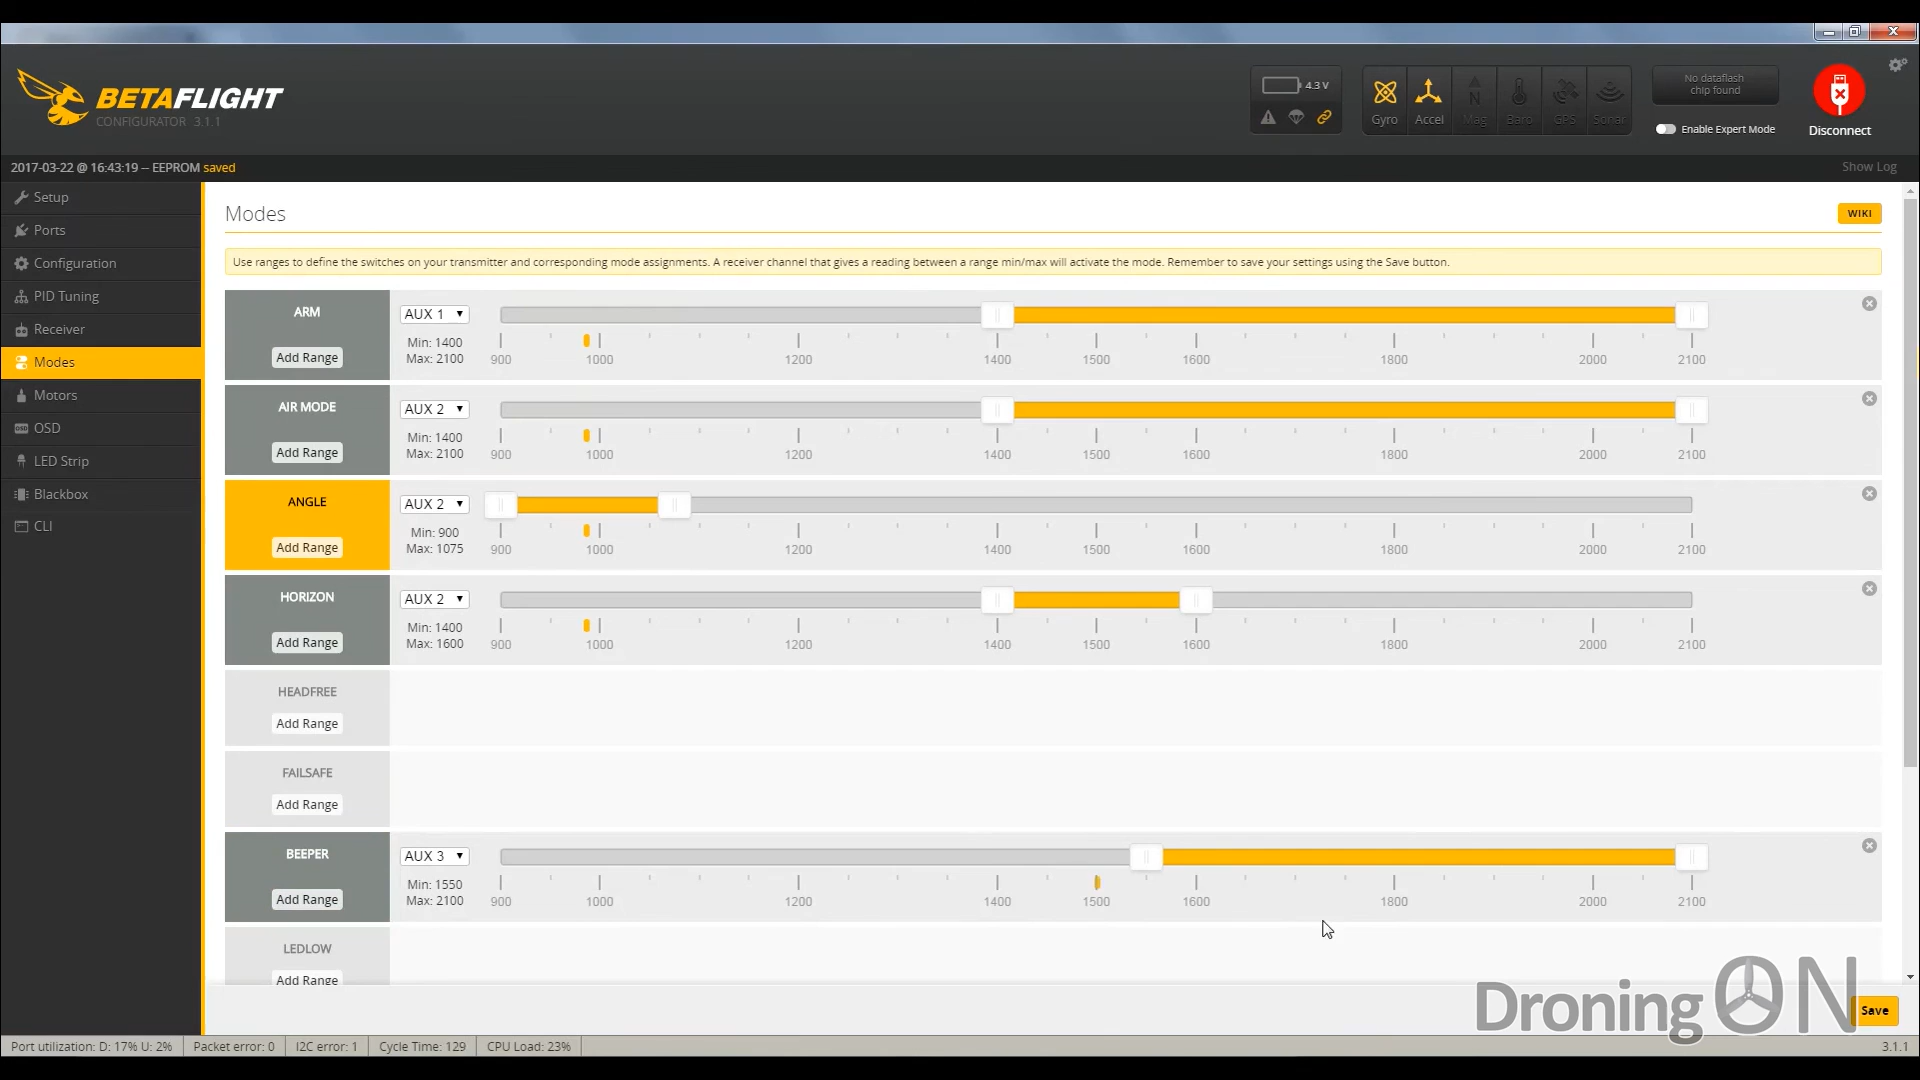 BETAFLIGHT
CONFIGURATOR 3.1.1
4.3 V
Gyro
Accel
Mag
Baro
GPS
Sonar
No dataflash
chip found
Enable Expert Mode
Disconnect
2017-03-22 @ 16:43:19 -- EEPROM saved
Show Log
Setup
Ports
Configuration
PID Tuning
Receiver
Modes
Motors
OSD
LED Strip
Blackbox
CLI
Modes
WIKI
Use ranges to define the switches on your transmitter and corresponding mode assignments. A receiver channel that gives a reading between a range min/max will activate the mode. Remember to save your settings using the Save button.
ARM
Add Range
AUX 1
Min: 1400
Max: 2100
900 1000 1200 1400 1500 1600 1800 2000 2100
AIR MODE
Add Range
AUX 2
Min: 1400
Max: 2100
900 1000 1200 1400 1500 1600 1800 2000 2100
ANGLE
Add Range
AUX 2
Min: 900
Max: 1075
900 1000 1200 1400 1500 1600 1800 2000 2100
HORIZON
Add Range
AUX 2
Min: 1400
Max: 1600
900 1000 1200 1400 1500 1600 1800 2000 2100
HEADFREE
Add Range
FAILSAFE
Add Range
BEEPER
Add Range
AUX 3
Min: 1550
Max: 2100
900 1000 1200 1400 1500 1600 1800 2000 2100
LEDLOW
Add Range
DroningON
Save
Port utilization: D: 17% U: 2%
Packet error: 0
I2C error: 1
Cycle Time: 129
CPU Load: 23%
3.1.1